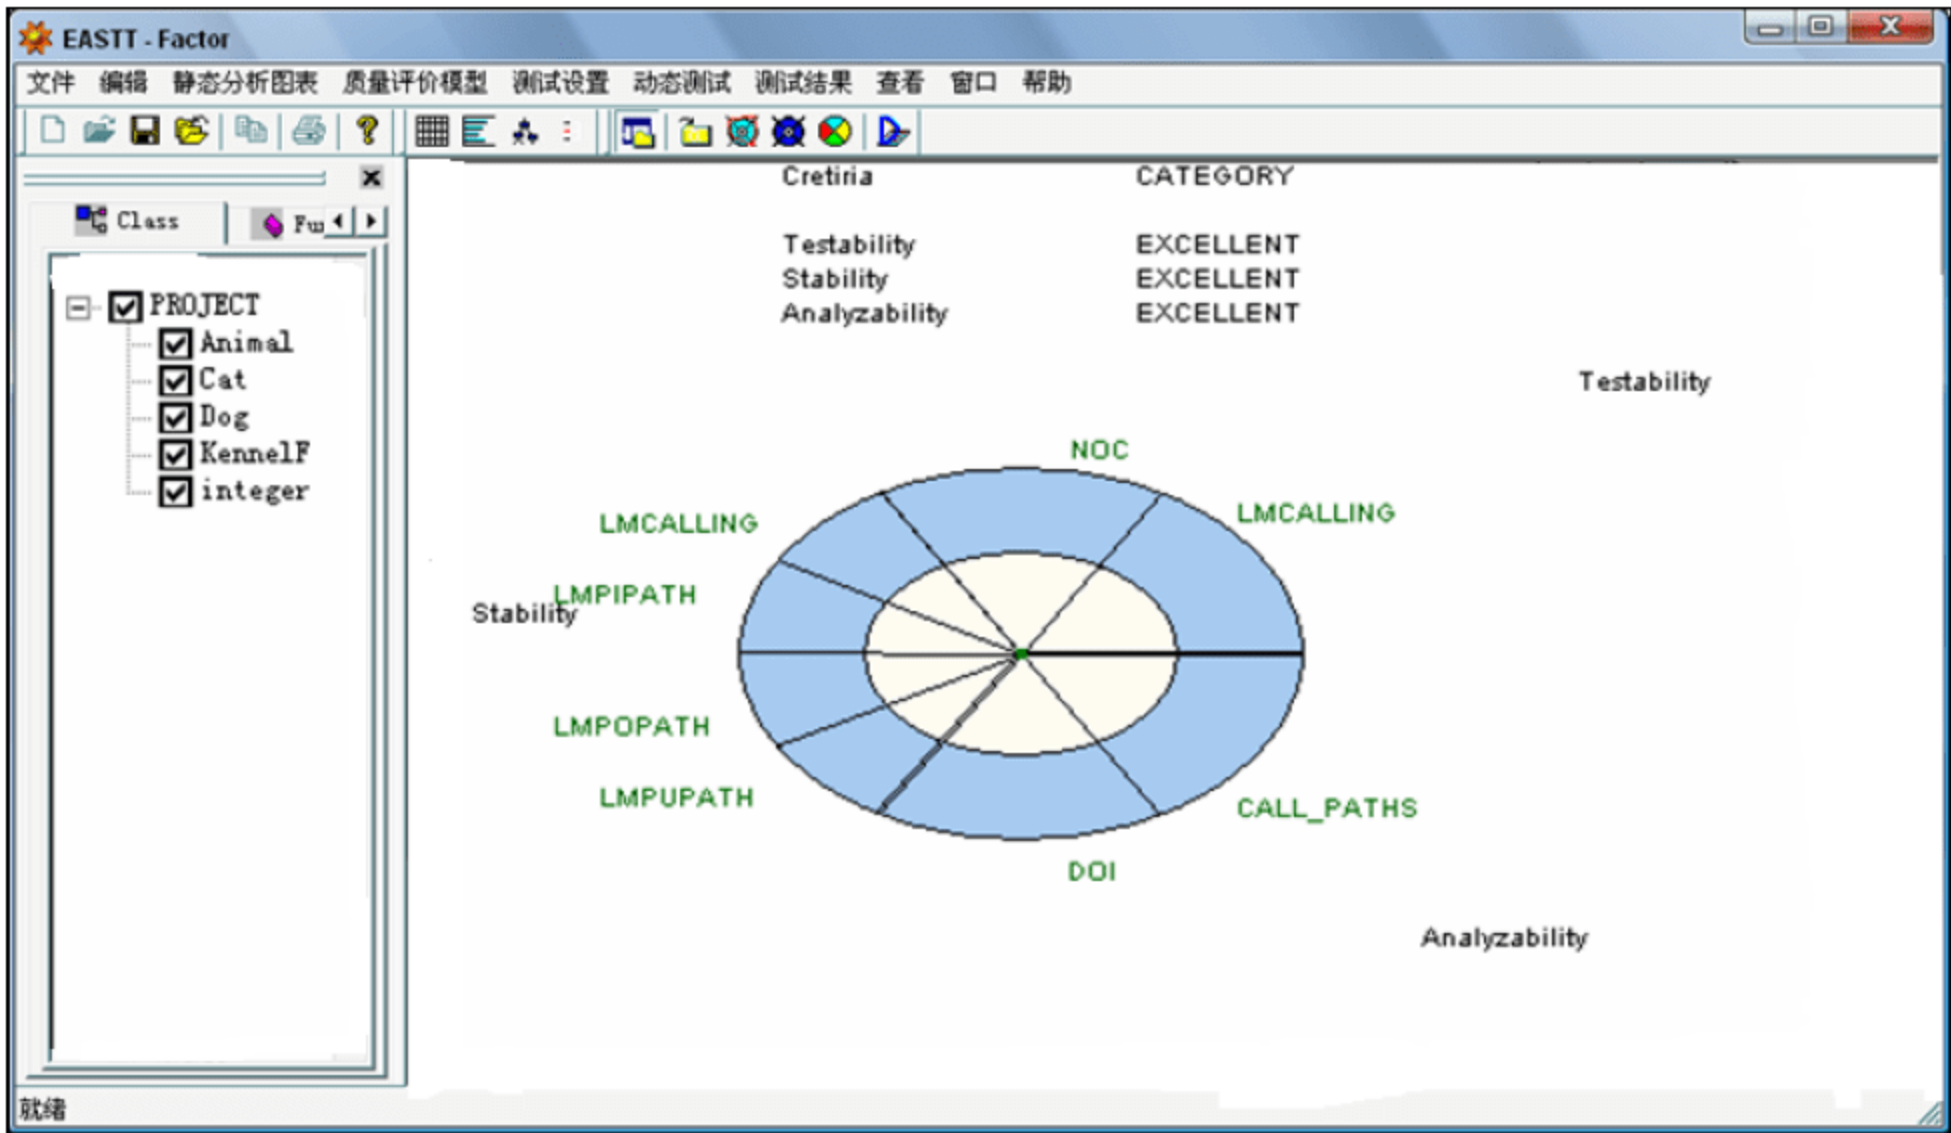 EASTT - Factor
文件 编辑 静态分析图表 质量评价模型 测试设置 动态测试 测试结果 查看 窗口 帮助
Class Fu
PROJECT
Animal
Cat
Dog
KennelF
integer
Cretiria CATEGORY
Testability EXCELLENT
Stability EXCELLENT
Analyzability EXCELLENT
Testability
NOC
LMCALLING
LMCALLING
LMPIPATH
Stability
LMPOPATH
LMPUPATH
CALL_PATHS
DOI
Analyzability
就绪